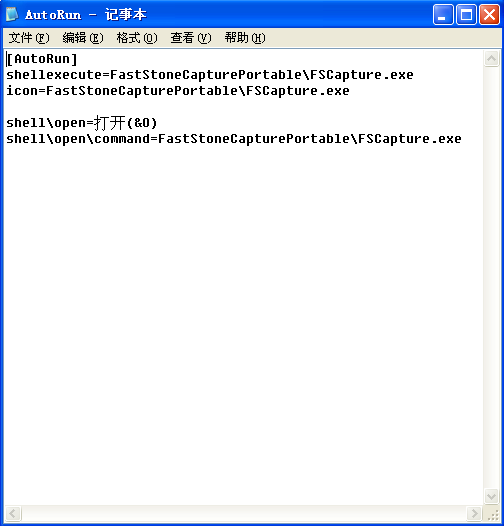 AutoRun - 记事本
文件(F) 编辑(E) 格式(O) 查看(V) 帮助(H)
[AutoRun]
shellexecute=FastStoneCapturePortable\FSCapture.exe
icon=FastStoneCapturePortable\FSCapture.exe
shell\open=打开(&O)
shell\open\command=FastStoneCapturePortable\FSCapture.exe